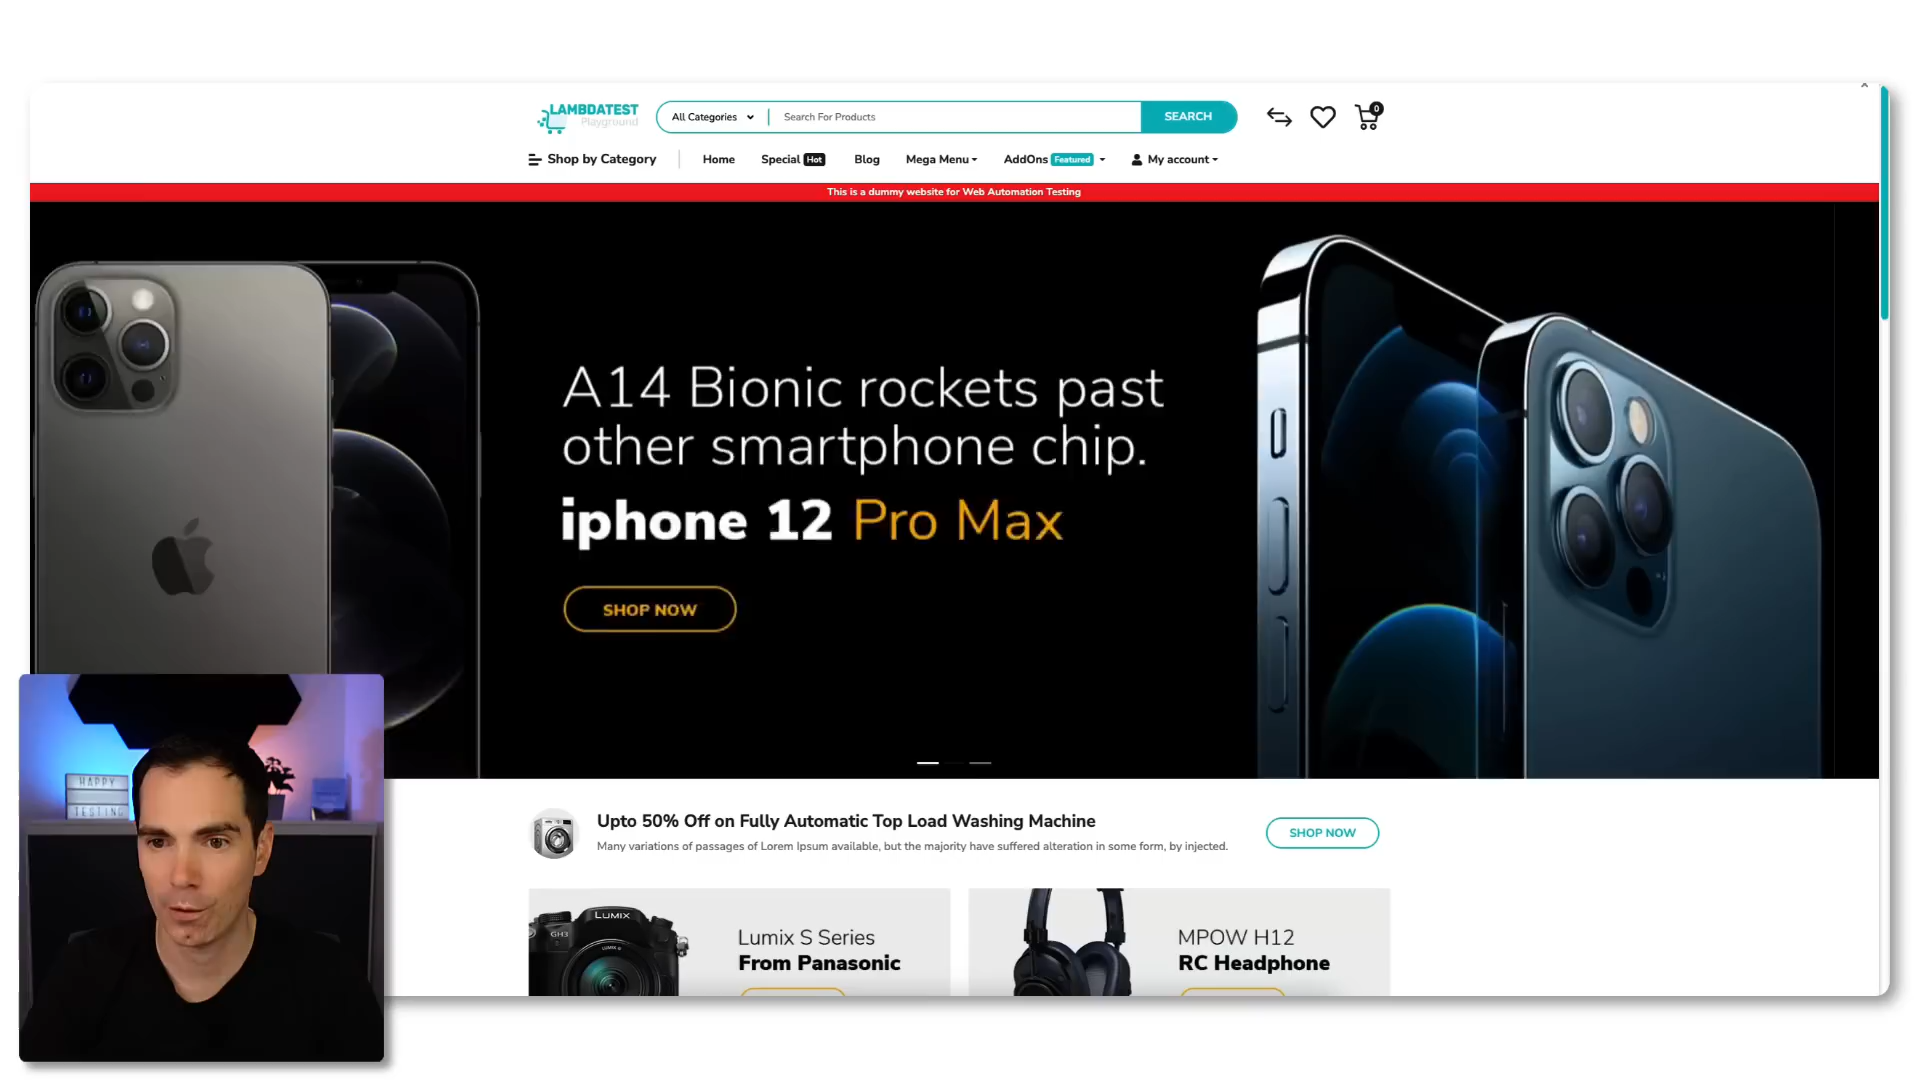 LAMBDATEST
Playground
All Categories
Search For Products
SEARCH
0
Shop by Category
Home
Special Hot
Blog
Mega Menu
AddOns Featured
My account
This is a dummy website for Web Automation Testing
A14 Bionic rockets past
other smartphone chip.
iphone 12 Pro Max
SHOP NOW
HAPPY
TESTING
Upto 50% Off on Fully Automatic Top Load Washing Machine
Many variations of passages of Lorem Ipsum available, but the majority have suffered alteration in some form, by injected.
SHOP NOW
LUMIX
GH3
LUMIX
Lumix S Series
From Panasonic
MPOW H12
RC Headphone